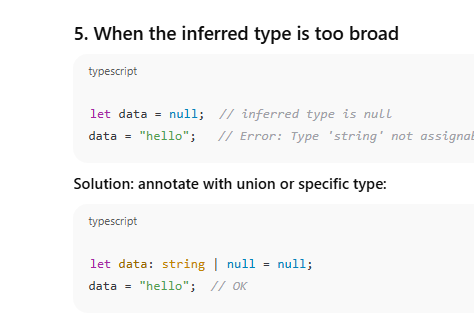 5. When the inferred type is too broad
typescript
let data = null;  // inferred type is null
data = "hello";   // Error: Type 'string' not
Solution: annotate with union or specific type:
typescript
let data: string | null = null;
data = "hello";  // OK